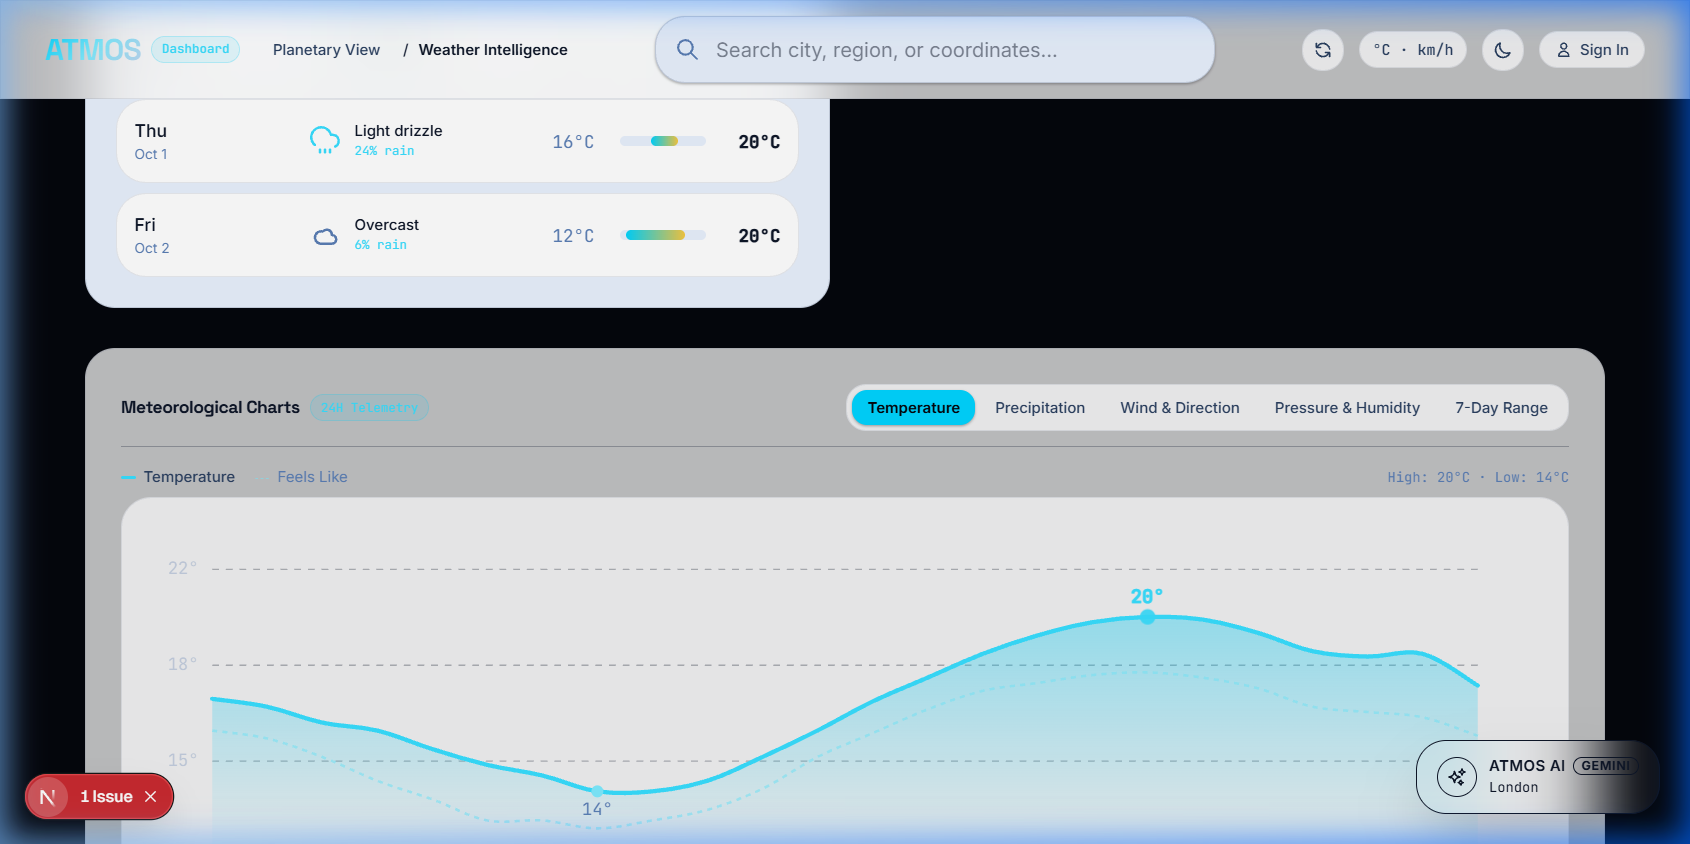 ATMOS Dashboard Planetary View / Weather Intelligence Search city, region, or coordinates... °C · km/h Sign In
Thu Light drizzle 16°C 20°C
Oct 1 24% rain
Fri Overcast 12°C 20°C
Oct 2 6% rain
Meteorological Charts 24H Telemetry Temperature Precipitation Wind & Direction Pressure & Humidity 7-Day Range
Temperature Feels Like High: 20°C · Low: 14°C
22°
20°
18°
15°
14°
N 1 Issue
ATMOS AI GEMINI
London